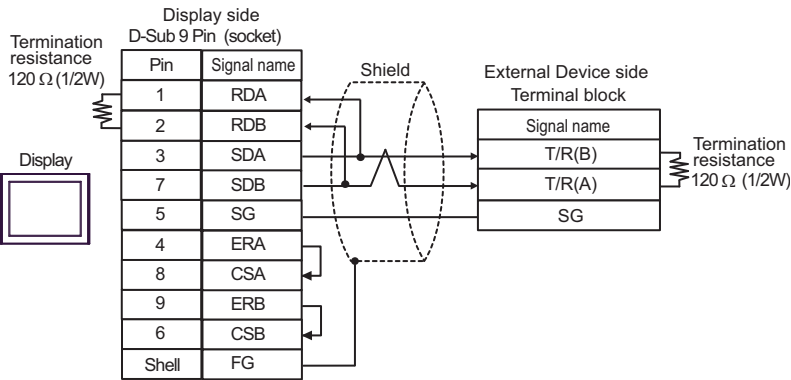 Display side
D-Sub 9 Pin (socket)
Termination
resistance
120 Ω (1/2W)
Pin Signal name
1 RDA
2 RDB
3 SDA
7 SDB
5 SG
4 ERA
8 CSA
9 ERB
6 CSB
Shell FG
Display
Shield
External Device side
Terminal block
Signal name
T/R(B)
T/R(A)
SG
Termination
resistance
120 Ω (1/2W)